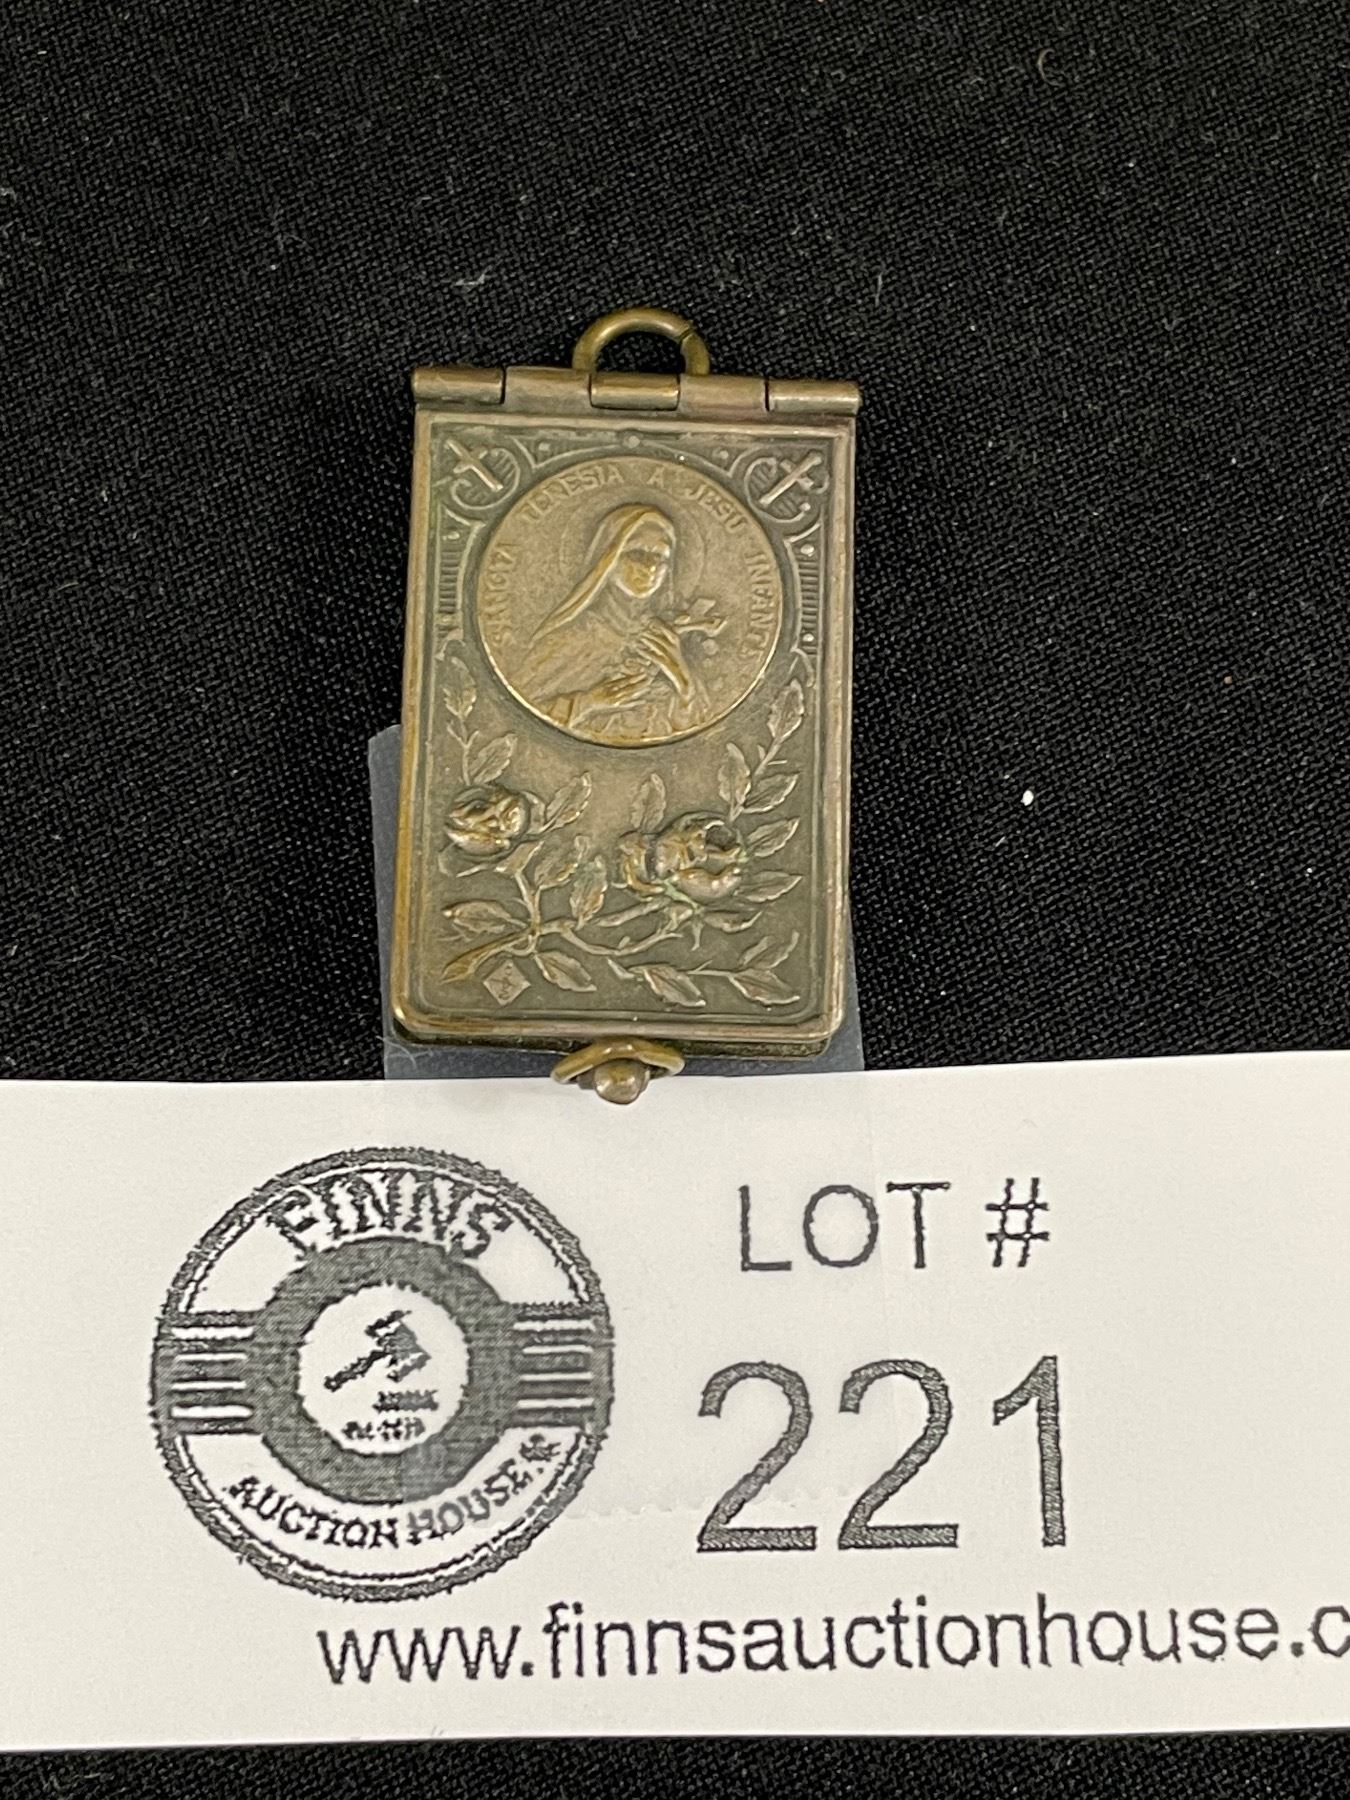 SANCTA TERESIA A JESU INFANTE
FINNS
AUCTION HOUSE
LOT #
221
www.finnsauctionhouse.c